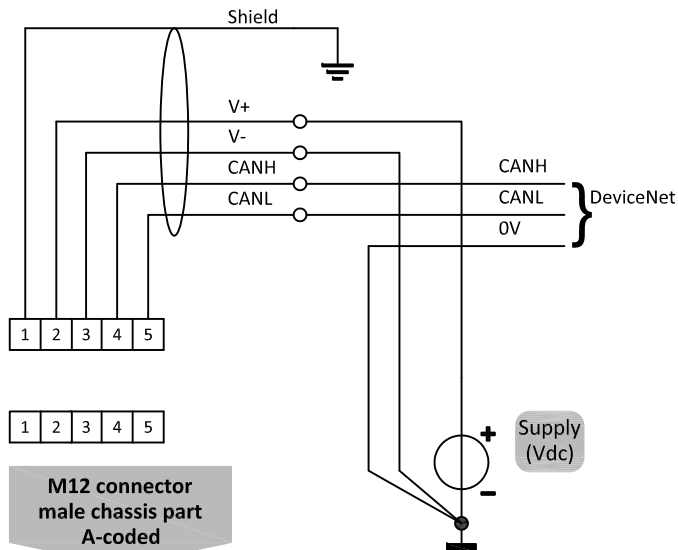 Shield
V+
V-
CANH
CANL
CANH
CANL
0V
DeviceNet
1 2 3 4 5
1 2 3 4 5
+
Supply
(Vdc)
-
M12 connector
male chassis part
A-coded